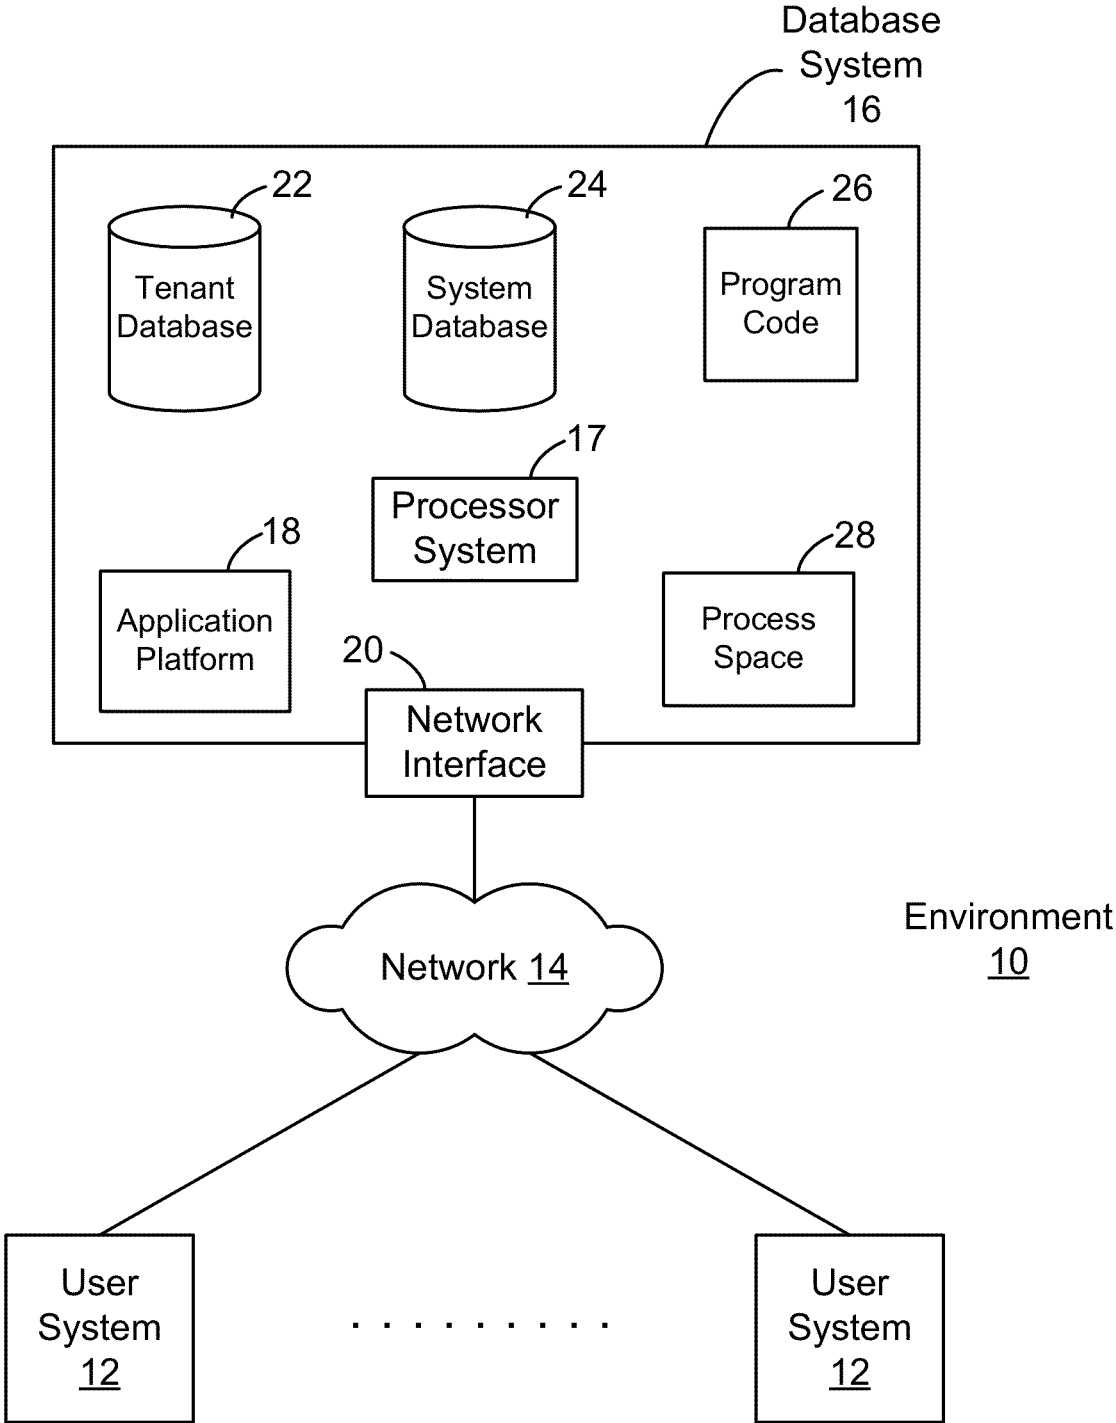 Database
System
16
22
24
26
Tenant
Database
System
Database
Program
Code
17
Processor
System
18
28
Application
Platform
Process
Space
20
Network
Interface
Network 14
Environment
10
User
System
12
. . . . . . . . .
User
System
12